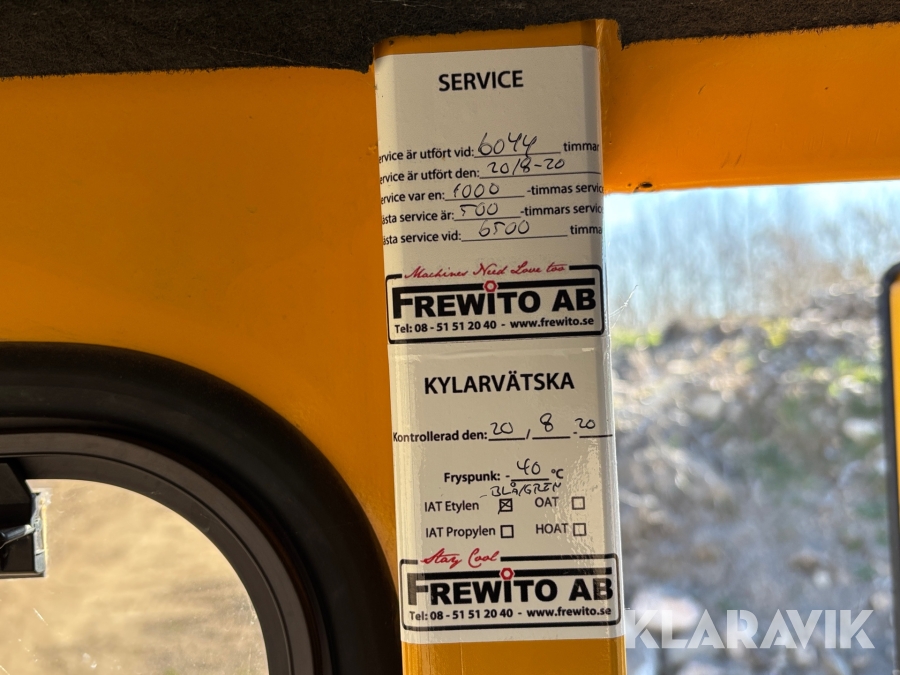 SERVICE
ervice är utfört vid: 6044 timmar
ervice är utfört den: 20/8-20
ervice var en: 1000 -timmas servic
ästa service är: 500 -timmars servic
ästa service vid: 6500 timma
Machines Need Love too
FREWITO AB
Tel: 08 - 51 51 20 40 - www.frewito.se
KYLARVÄTSKA
Kontrollerad den: 20 / 8 - 20
Fryspunk: - 40 °C
BLÅ/GRÖN
IAT Etylen ☒ OAT ☐
IAT Propylen ☐ HOAT ☐
Stay Cool
FREWITO AB
Tel: 08 - 51 51 20 40 - www.frewito.se
KLARAVIK